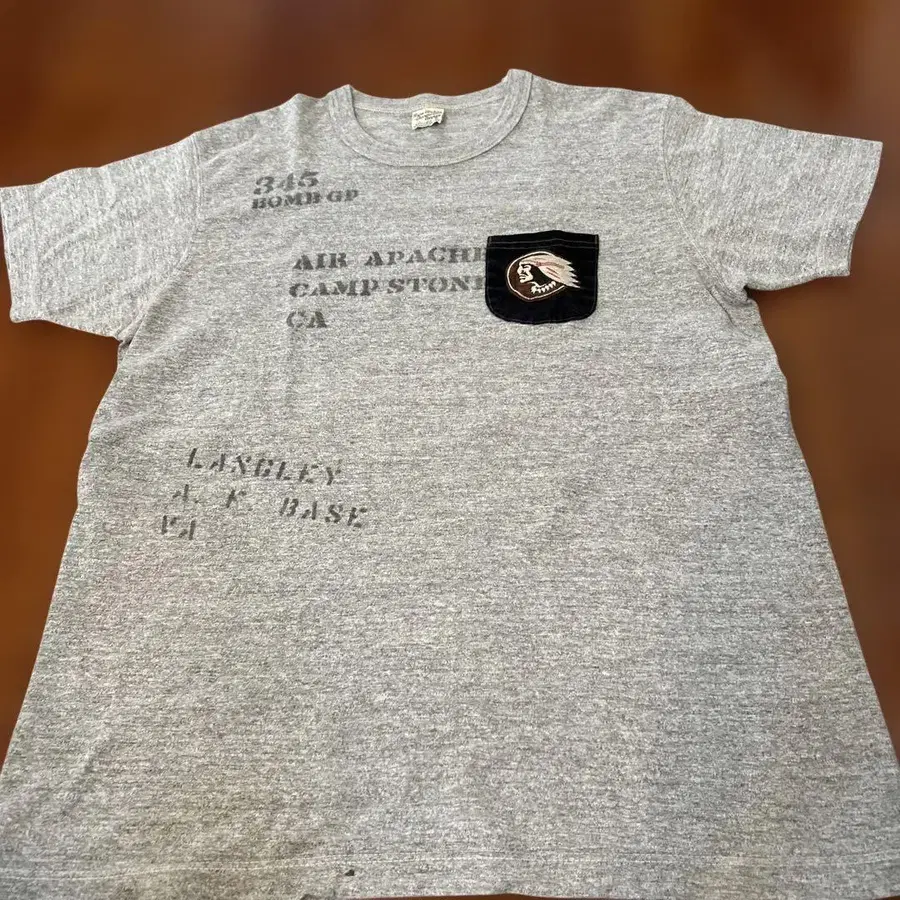 345
BOMB GP
AIR APACHE
CAMP STONE
CA
LANGLEY
A. F. BASE
VA